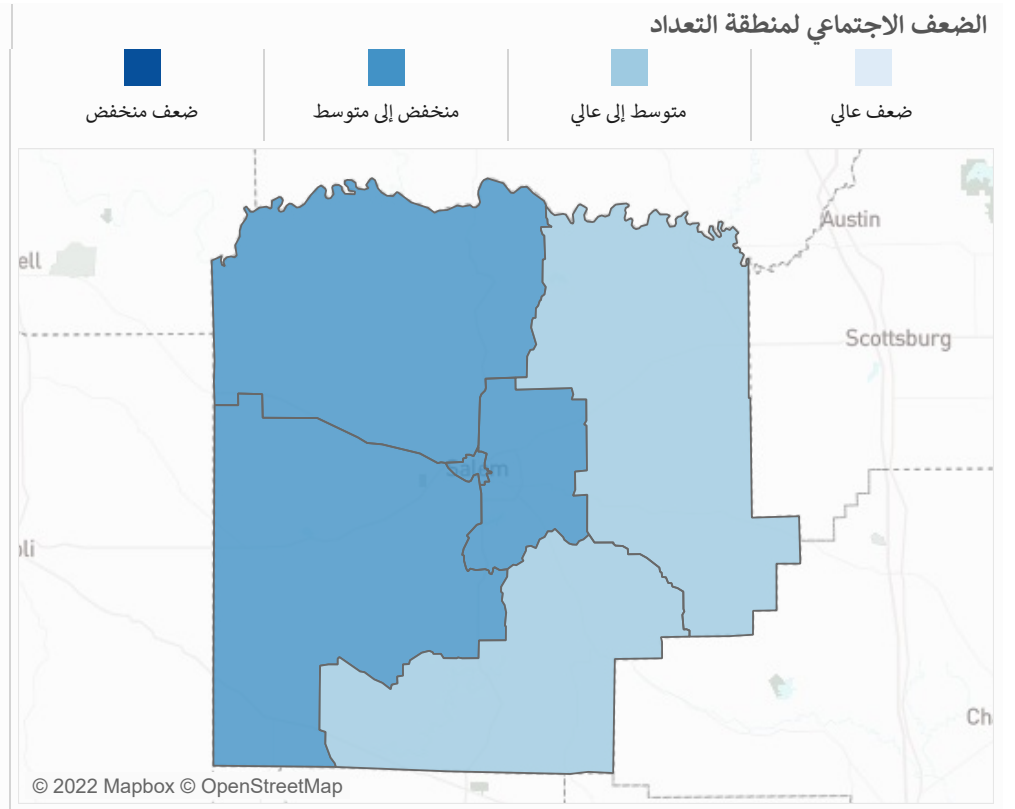 الضعف الاجتماعي لمنطقة التعداد
ضعف عالي
متوسط إلى عالي
منخفض إلى متوسط
ضعف منخفض
Austin
ell
Scottsburg
Salem
oli
Ch
© 2022 Mapbox © OpenStreetMap